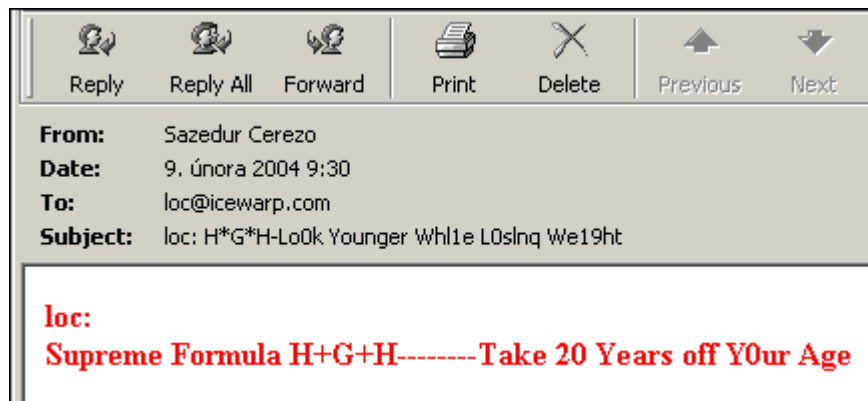 Reply Reply All Forward Print Delete Previous Next
From: Sazedur Cerezo
Date: 9. února 2004 9:30
To: loc@icewarp.com
Subject: loc: H*G*H-Lo0k Younger Whl1e L0slnq We19ht
loc:
Supreme Formula H+G+H--------Take 20 Years off Y0ur Age